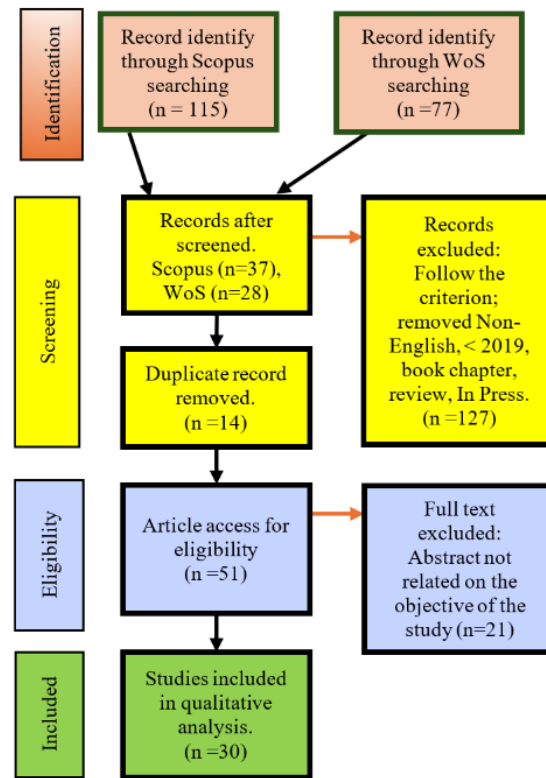 Identification
Record identify
through Scopus
searching
(n = 115)
Record identify
through WoS
searching
(n =77)
Screening
Records after
screened.
Scopus (n=37),
WoS (n=28)
Records
excluded:
Follow the
criterion;
removed Non-
English, < 2019,
book chapter,
review, In Press.
(n =127)
Duplicate record
removed.
(n =14)
Eligibility
Article access for
eligibility
(n =51)
Full text
excluded:
Abstract not
related on the
objective of the
study (n=21)
Included
Studies included
in qualitative
analysis.
(n =30)